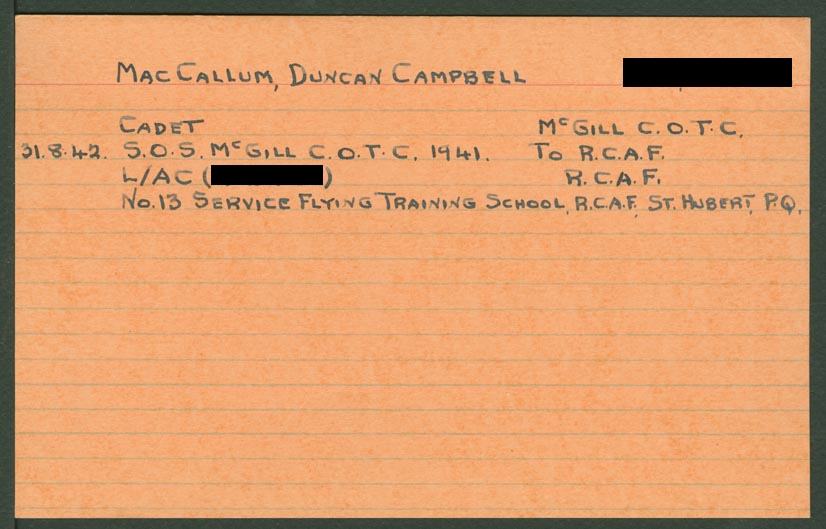 MACCALLUM, DUNCAN CAMPBELL
CADET McGILL C.O.T.C.
31.8.42. S.O.S. McGILL C.O.T.C. 1941. TO R.C.A.F.
L/AC ( ) R.C.A.F.
No.13 SERVICE FLYING TRAINING SCHOOL, R.C.A.F. ST. HUBERT, P.Q.